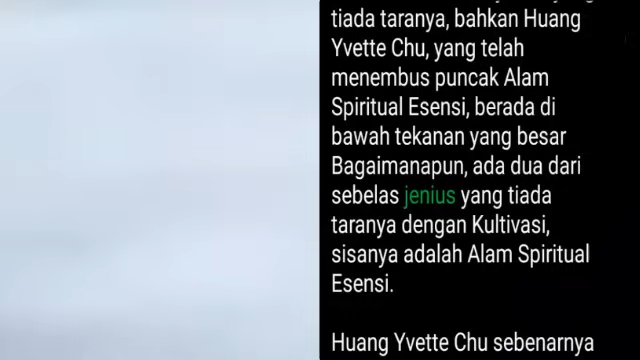 tiada taranya, bahkan Huang
Yvette Chu, yang telah
menembus puncak Alam
Spiritual Esensi, berada di
bawah tekanan yang besar
Bagaimanapun, ada dua dari
sebelas jenius yang tiada
taranya dengan Kultivasi,
sisanya adalah Alam Spiritual
Esensi.
Huang Yvette Chu sebenarnya